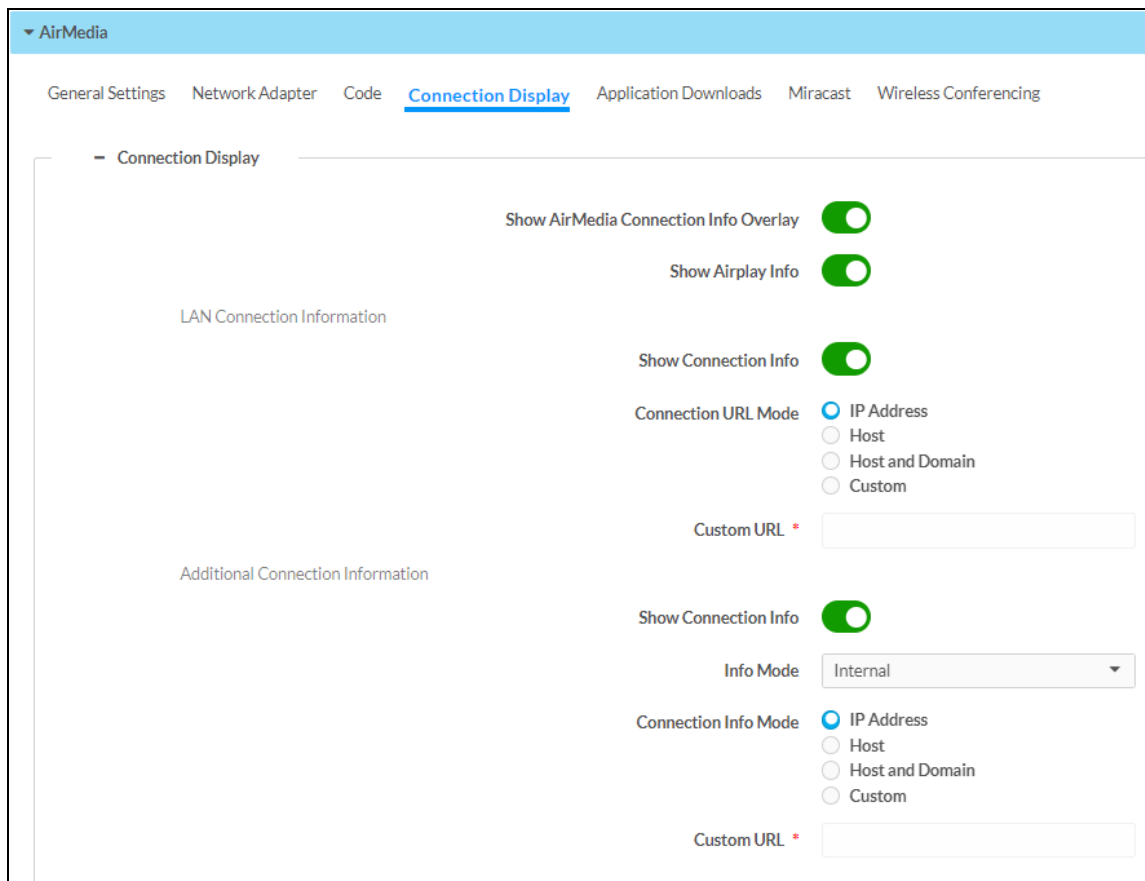 AirMedia
General Settings Network Adapter Code Connection Display Application Downloads Miracast Wireless Conferencing
– Connection Display
Show AirMedia Connection Info Overlay
Show Airplay Info
LAN Connection Information
Show Connection Info
Connection URL Mode IP Address
Host
Host and Domain
Custom
Custom URL *
Additional Connection Information
Show Connection Info
Info Mode Internal
Connection Info Mode IP Address
Host
Host and Domain
Custom
Custom URL *